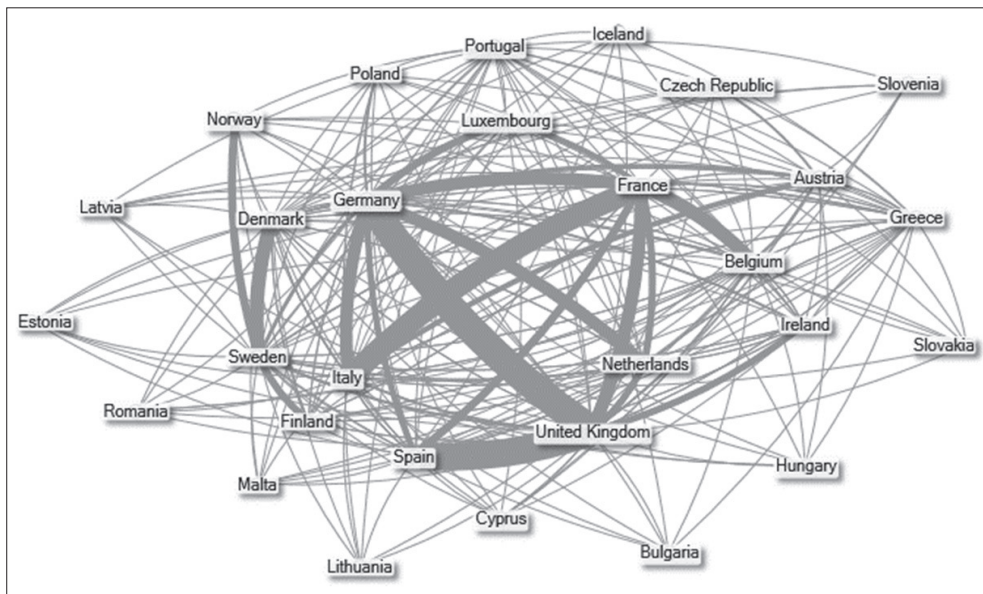 Iceland
Portugal
Poland
Czech Republic
Slovenia
Norway
Luxembourg
Austria
France
Germany
Latvia
Denmark
Greece
Belgium
Estonia
Ireland
Slovakia
Sweden
Netherlands
Italy
Romania
Finland
United Kingdom
Spain
Hungary
Malta
Cyprus
Bulgaria
Lithuania